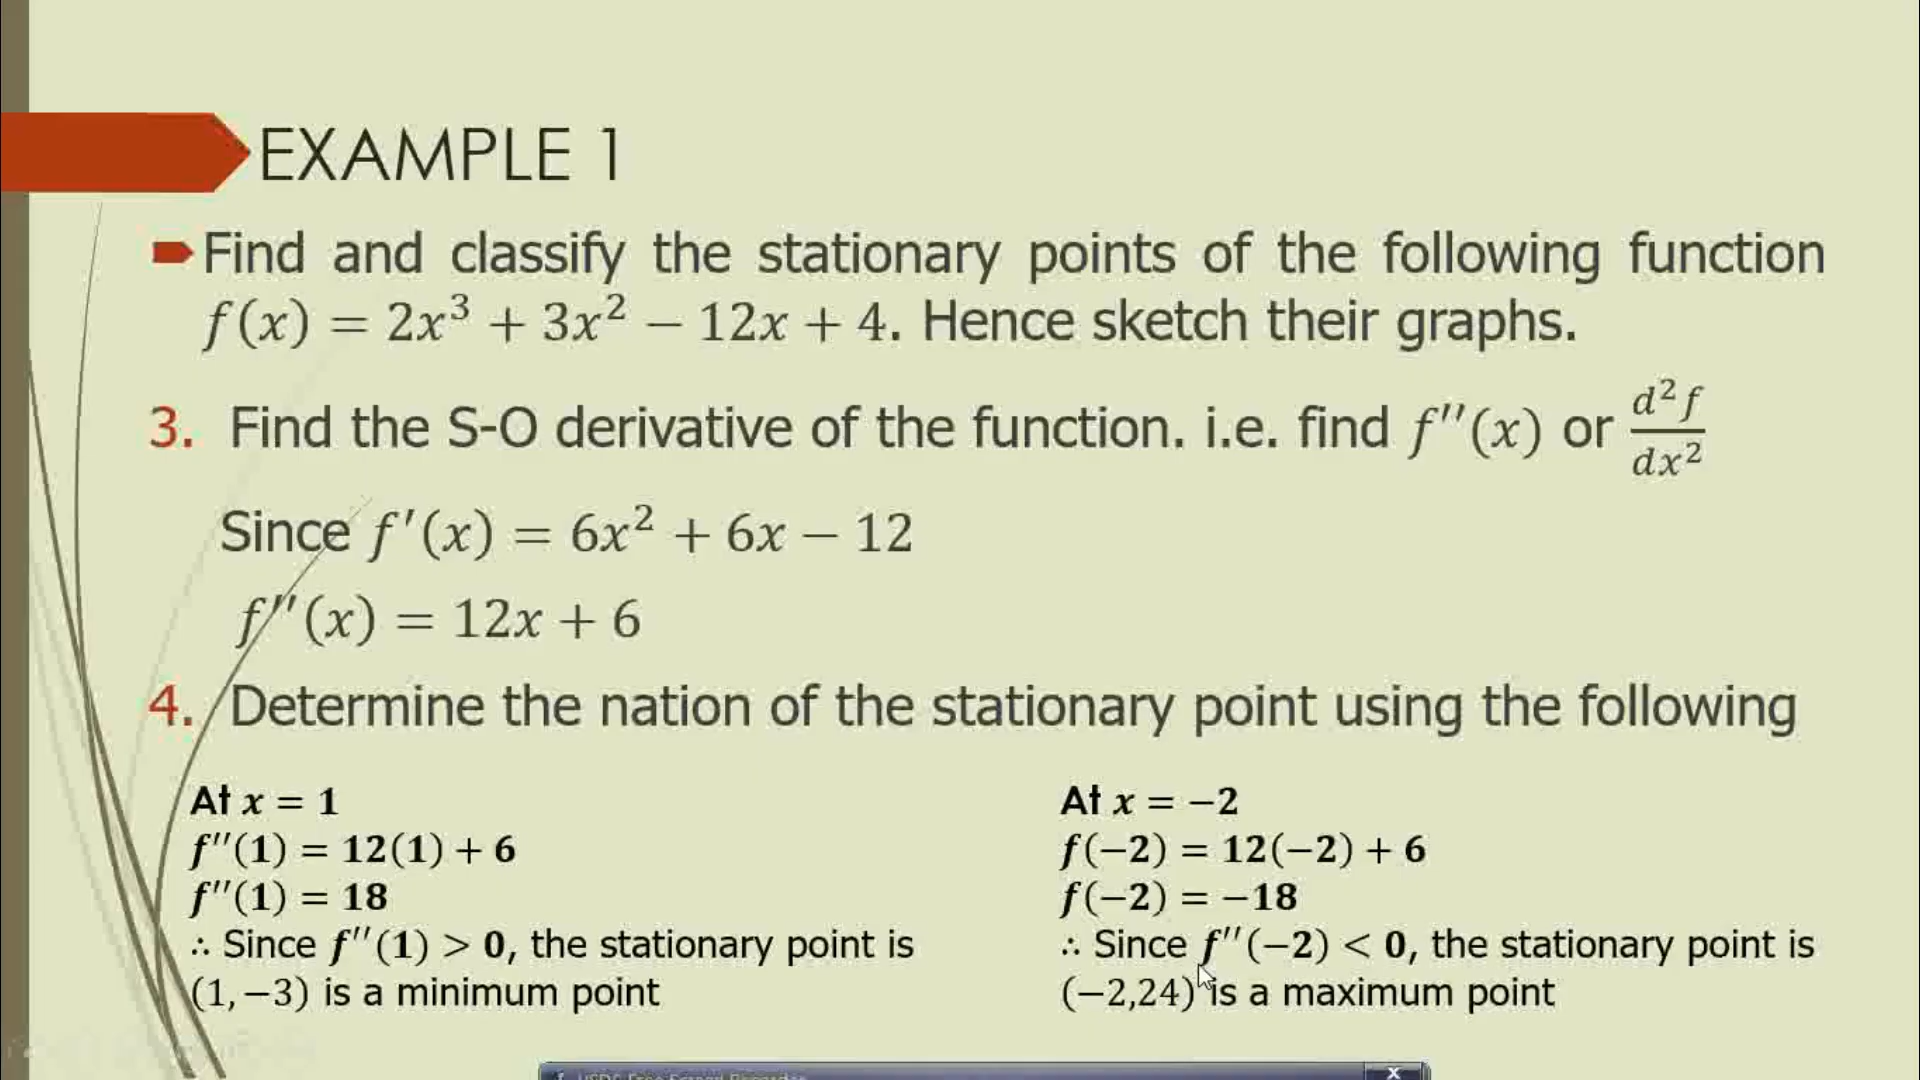 EXAMPLE 1
Find and classify the stationary points of the following function
f(x) = 2x³ + 3x² − 12x + 4. Hence sketch their graphs.
3. Find the S-O derivative of the function. i.e. find f′′(x) or d²f/dx²
Since f′(x) = 6x² + 6x − 12
f′′(x) = 12x + 6
4. Determine the nation of the stationary point using the following
At x = 1
f′′(1) = 12(1) + 6
f′′(1) = 18
∴ Since f′′(1) > 0, the stationary point is
(1,−3) is a minimum point
At x = −2
f(−2) = 12(−2) + 6
f(−2) = −18
∴ Since f′′(−2) < 0, the stationary point is
(−2,24) is a maximum point
x